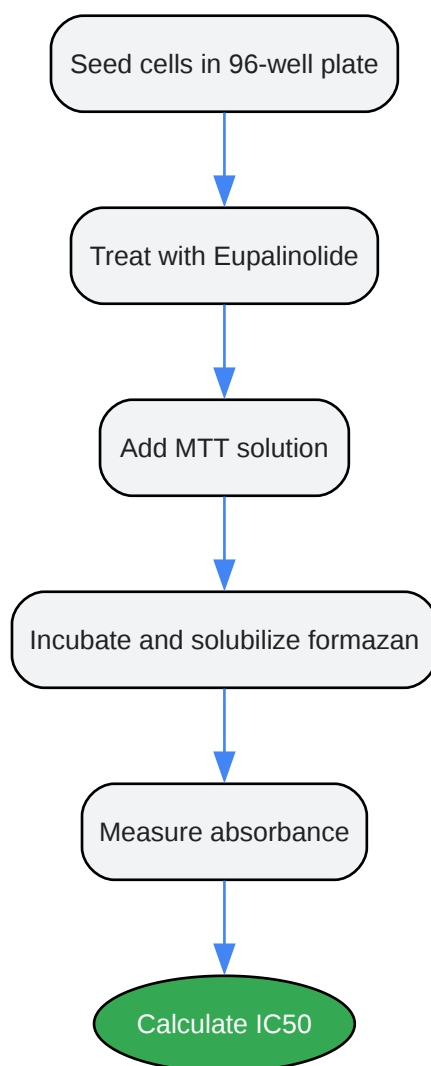 Seed cells in 96-well plate
Treat with Eupalinolide
Add MTT solution
Incubate and solubilize formazan
Measure absorbance
Calculate IC50